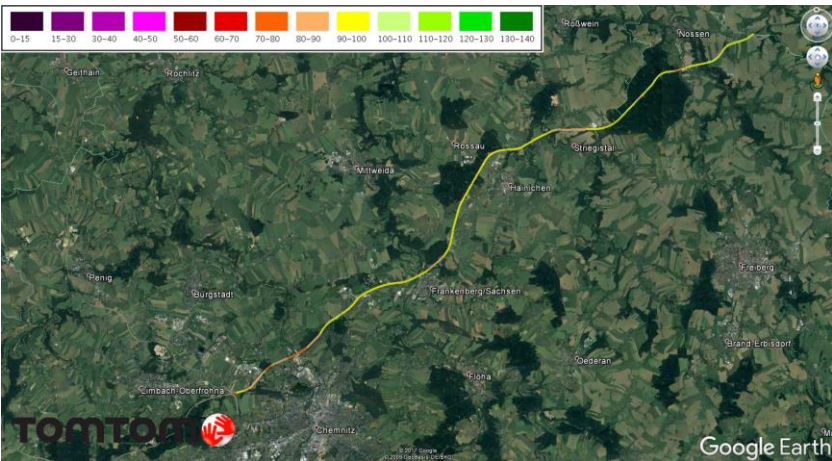 0–15 15–30 30–40 40–50 50–60 60–70 70–80 80–90 90–100 100–110 110–120 120–130 130–140
Roßwein
Nossen
Geithain
Rochlitz
Rossau
Striegistal
Mittweida
Hainichen
Freiberg
Penig
Burgstädt
Frankenberg/Sachsen
Brand-Erbisdorf
Oederan
Flöha
Limbach-Oberfrohna
TOMTOM
Chemnitz
© 2017 Google
Google Earth